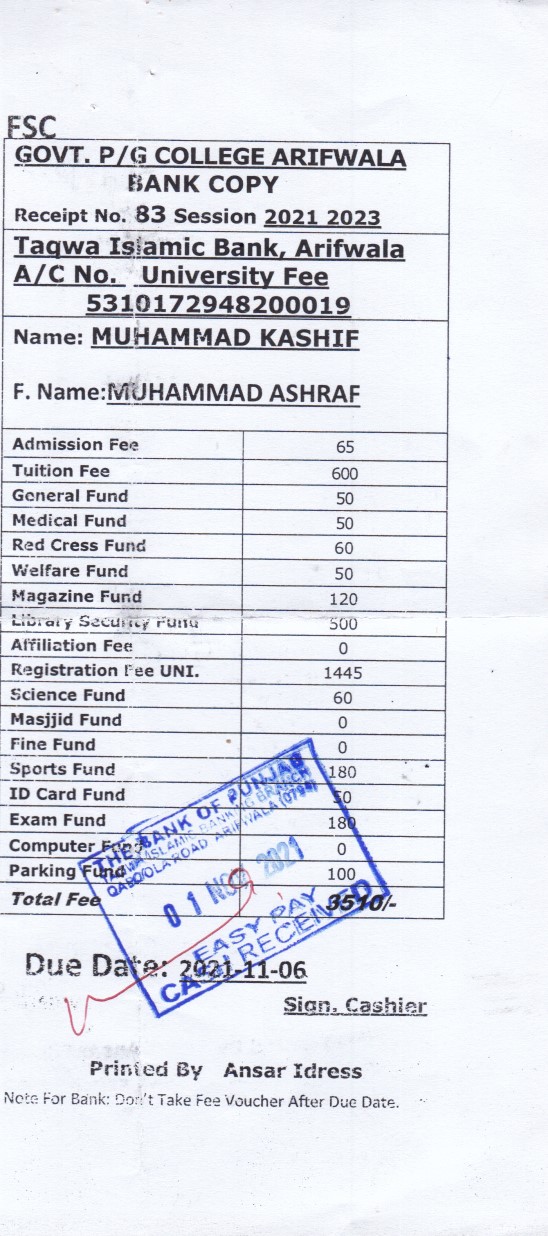 FSC
GOVT. P/G COLLEGE ARIFWALA
BANK COPY
Receipt No. 83 Session 2021 2023
Taqwa Islamic Bank, Arifwala
A/C No. University Fee
5310172948200019
Name: MUHAMMAD KASHIF
F. Name:MUHAMMAD ASHRAF
Admission Fee 65
Tuition Fee 600
General Fund 50
Medical Fund 50
Red Cress Fund 60
Welfare Fund 50
Magazine Fund 120
Library Security Fund 500
Affiliation Fee 0
Registration Fee UNI. 1445
Science Fund 60
Masjjid Fund 0
Fine Fund 0
Sports Fund 180
ID Card Fund 50
Exam Fund 180
Computer Fund 0
Parking Fund 100
Total Fee 3510/-
THE BANK OF PUNJAB
TAQWA ISLAMIC BANKING BRANCH
QABOOLA ROAD ARIFWALA (0794)
01 NOV 2021
EASY PAY
CASH RECEIVED
Due Date: 2021-11-06
Sign. Cashier
Printed By Ansar Idress
Note For Bank: Don't Take Fee Voucher After Due Date.